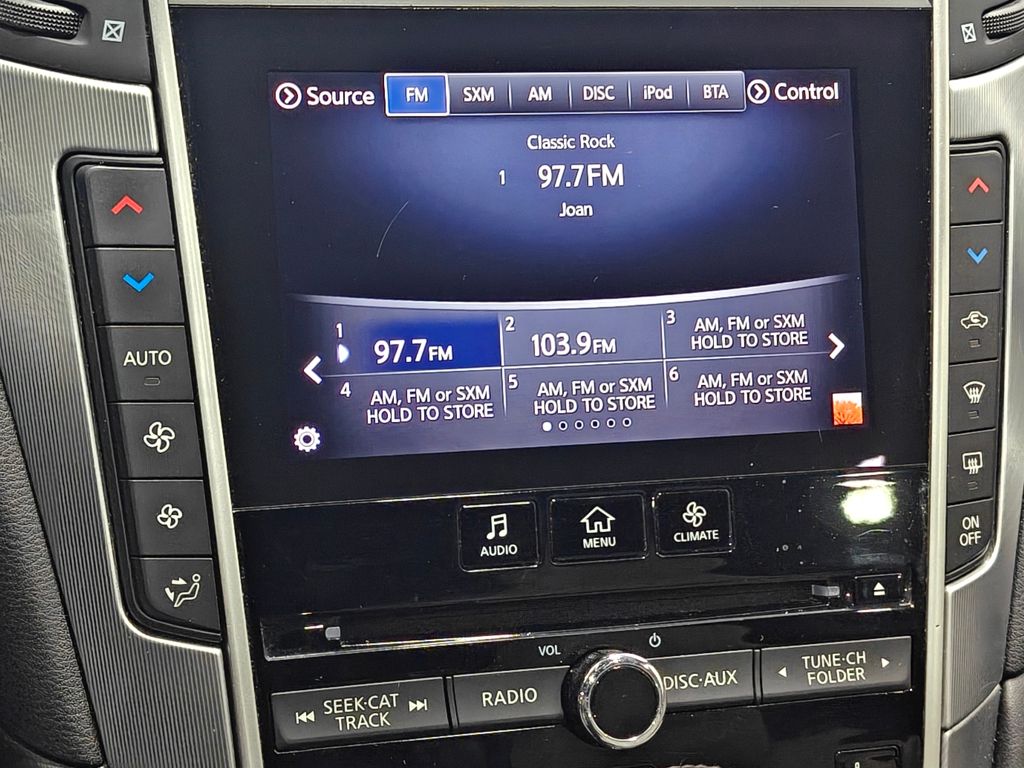 Source FM SXM AM DISC iPod BTA Control
Classic Rock
1 97.7FM
Joan
1 97.7FM 2 103.9FM 3 AM, FM or SXM
HOLD TO STORE
4 AM, FM or SXM
HOLD TO STORE
5 AM, FM or SXM
HOLD TO STORE
6 AM, FM or SXM
HOLD TO STORE
AUTO
AUDIO MENU CLIMATE
ON
OFF
VOL
SEEK·CAT
TRACK
RADIO
DISC·AUX
TUNE·CH
FOLDER